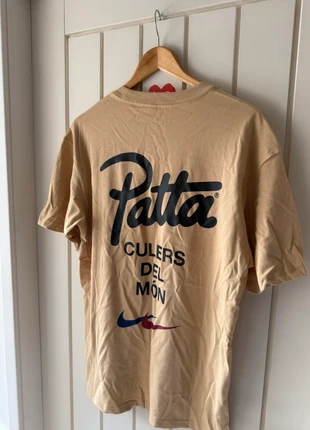 Patta®
CULERS
DEL
MÓN